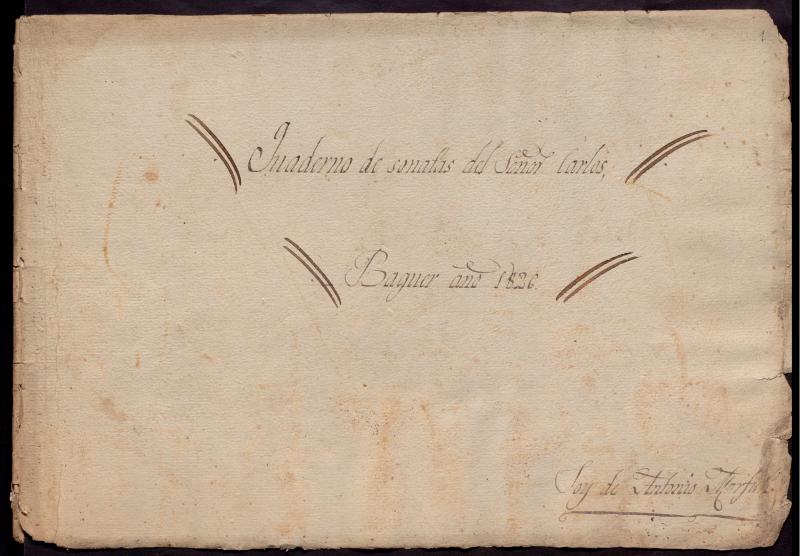 Quaderno de sonatas del Señor Carlos,
Baguer año 1826.
Soy de Antonio